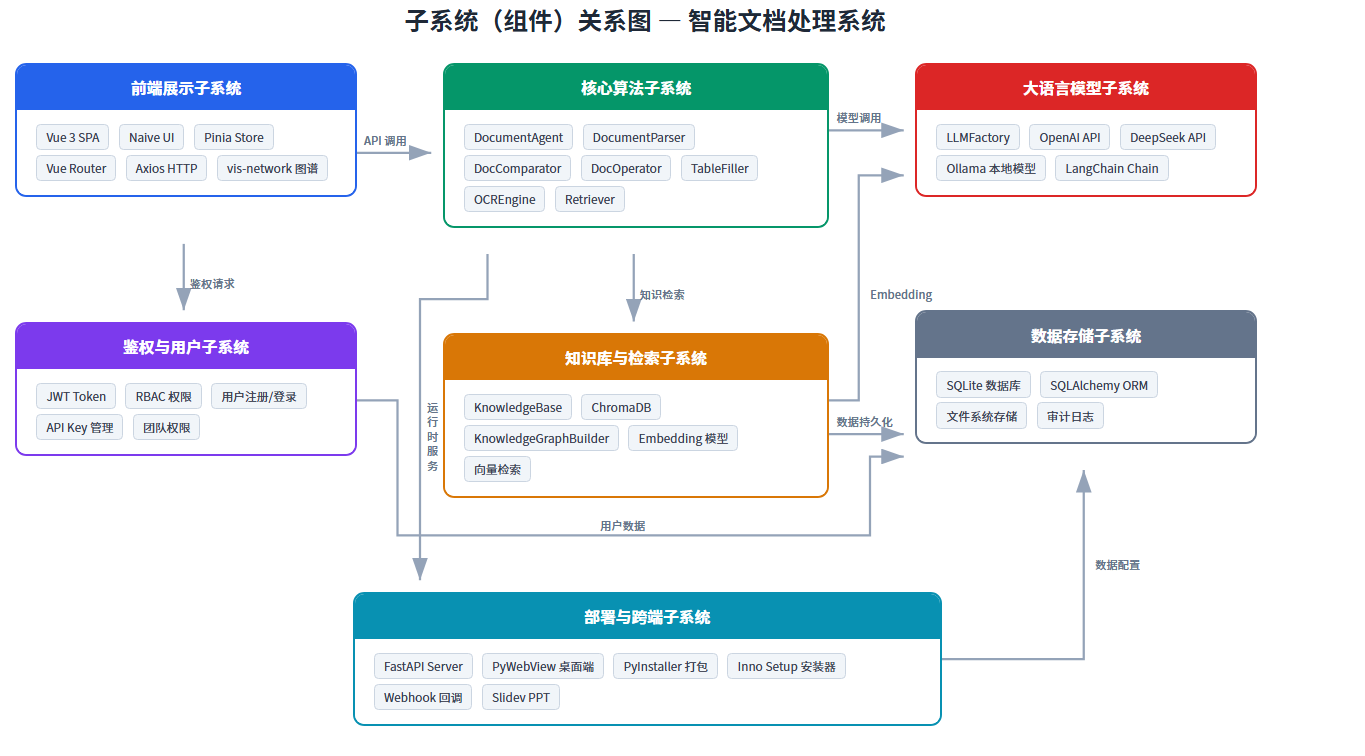 子系统（组件）关系图 — 智能文档处理系统
前端展示子系统
Vue 3 SPA
Naive UI
Pinia Store
Vue Router
Axios HTTP
vis-network 图谱
API 调用
核心算法子系统
DocumentAgent
DocumentParser
DocComparator
DocOperator
TableFiller
OCREngine
Retriever
模型调用
大语言模型子系统
LLMFactory
OpenAI API
DeepSeek API
Ollama 本地模型
LangChain Chain
鉴权请求
知识检索
Embedding
鉴权与用户子系统
JWT Token
RBAC 权限
用户注册/登录
API Key 管理
团队权限
运行时服务
知识库与检索子系统
KnowledgeBase
ChromaDB
KnowledgeGraphBuilder
Embedding 模型
向量检索
数据持久化
数据存储子系统
SQLite 数据库
SQLAlchemy ORM
文件系统存储
审计日志
用户数据
数据配置
部署与跨端子系统
FastAPI Server
PyWebView 桌面端
PyInstaller 打包
Inno Setup 安装器
Webhook 回调
Slidev PPT